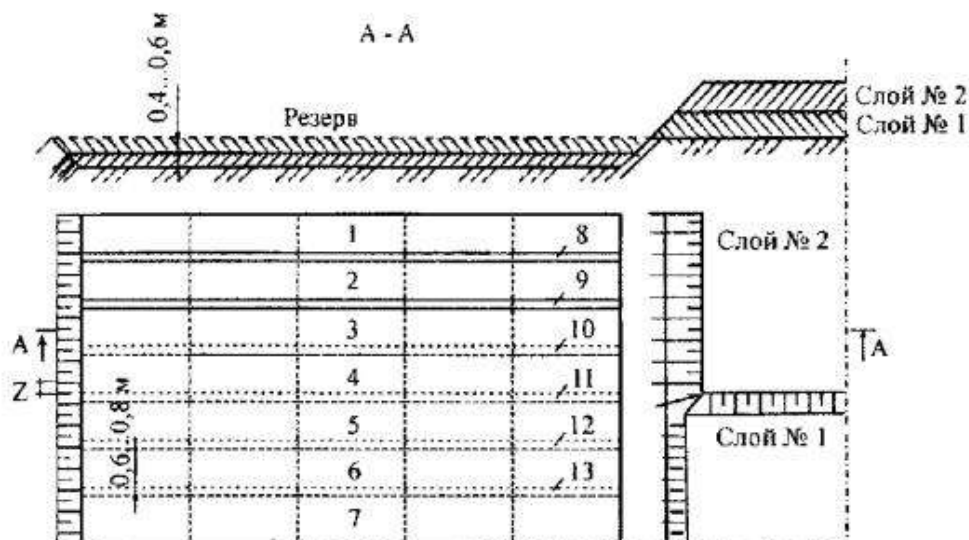 А - А
0,4...0,6 м
Резерв
Слой № 2
Слой № 1
1
8
Слой № 2
2
9
3
10
А
А
4
11
Z
5
12
Слой № 1
0,6...0,8 м
6
13
7